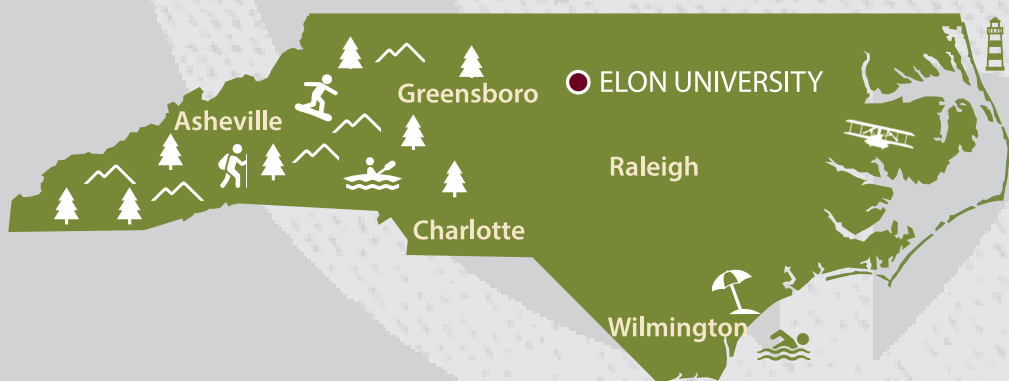 ELON UNIVERSITY
Greensboro
Asheville
Raleigh
Charlotte
Wilmington